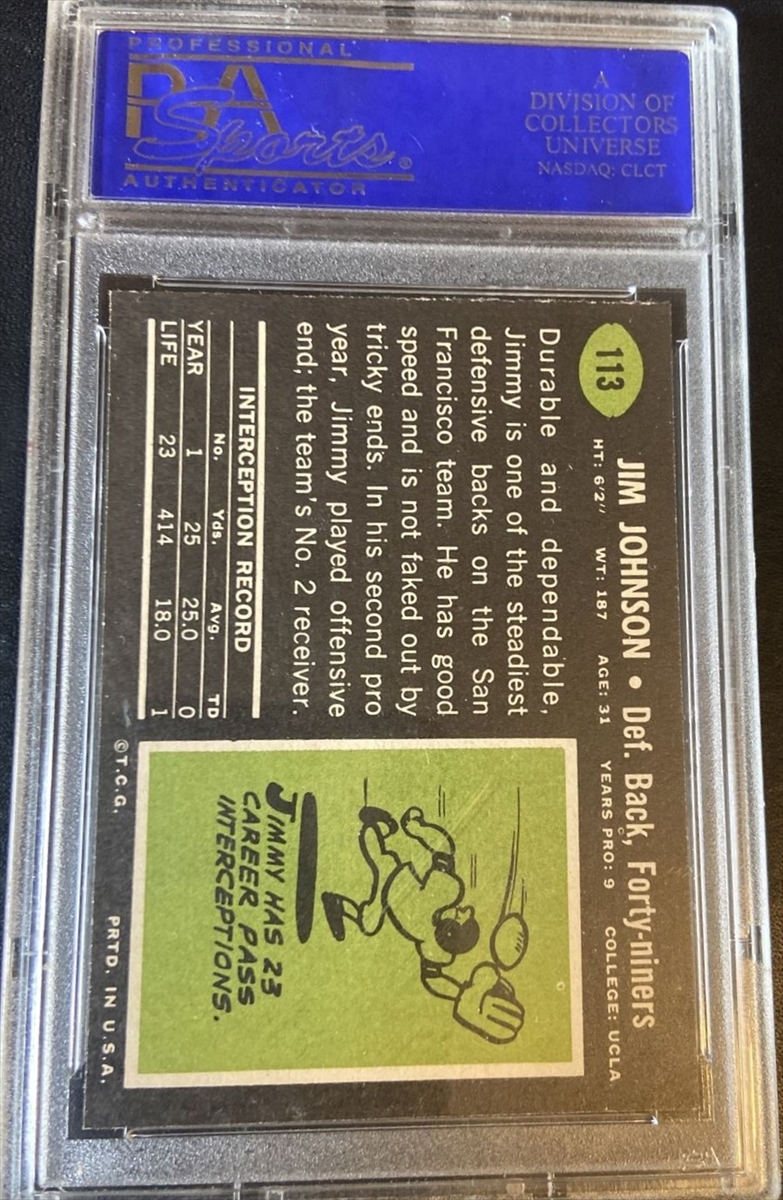 PROFESSIONAL
PSA
Sports®
AUTHENTICATOR
A
DIVISION OF
COLLECTORS
UNIVERSE
NASDAQ: CLCT
113
JIM JOHNSON • Def. Back, Forty-niners
HT: 6'2" WT: 187 AGE: 31 YEARS PRO: 9 COLLEGE: UCLA
Durable and dependable,
Jimmy is one of the steadiest
defensive backs on the San
Francisco team. He has good
speed and is not faked out by
tricky ends. In his second pro
year, Jimmy played offensive
end; the team's No. 2 receiver.
INTERCEPTION RECORD
No. Yds. Avg. TD
YEAR 1 25 25.0 0
LIFE 23 414 18.0 1
JIMMY HAS 23
CAREER PASS
INTERCEPTIONS.
©T.C.G. PRTD. IN U.S.A.